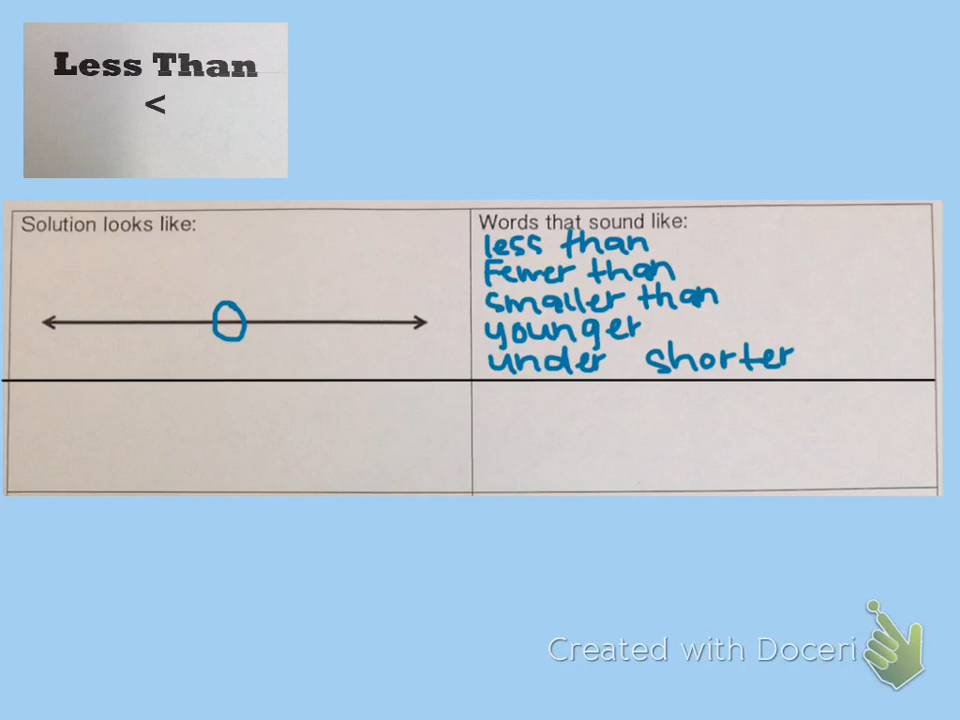 Less Than
<
Solution looks like:
Words that sound like:
less than
Fewer than
smaller than
younger
under shorter
Created with Doceri